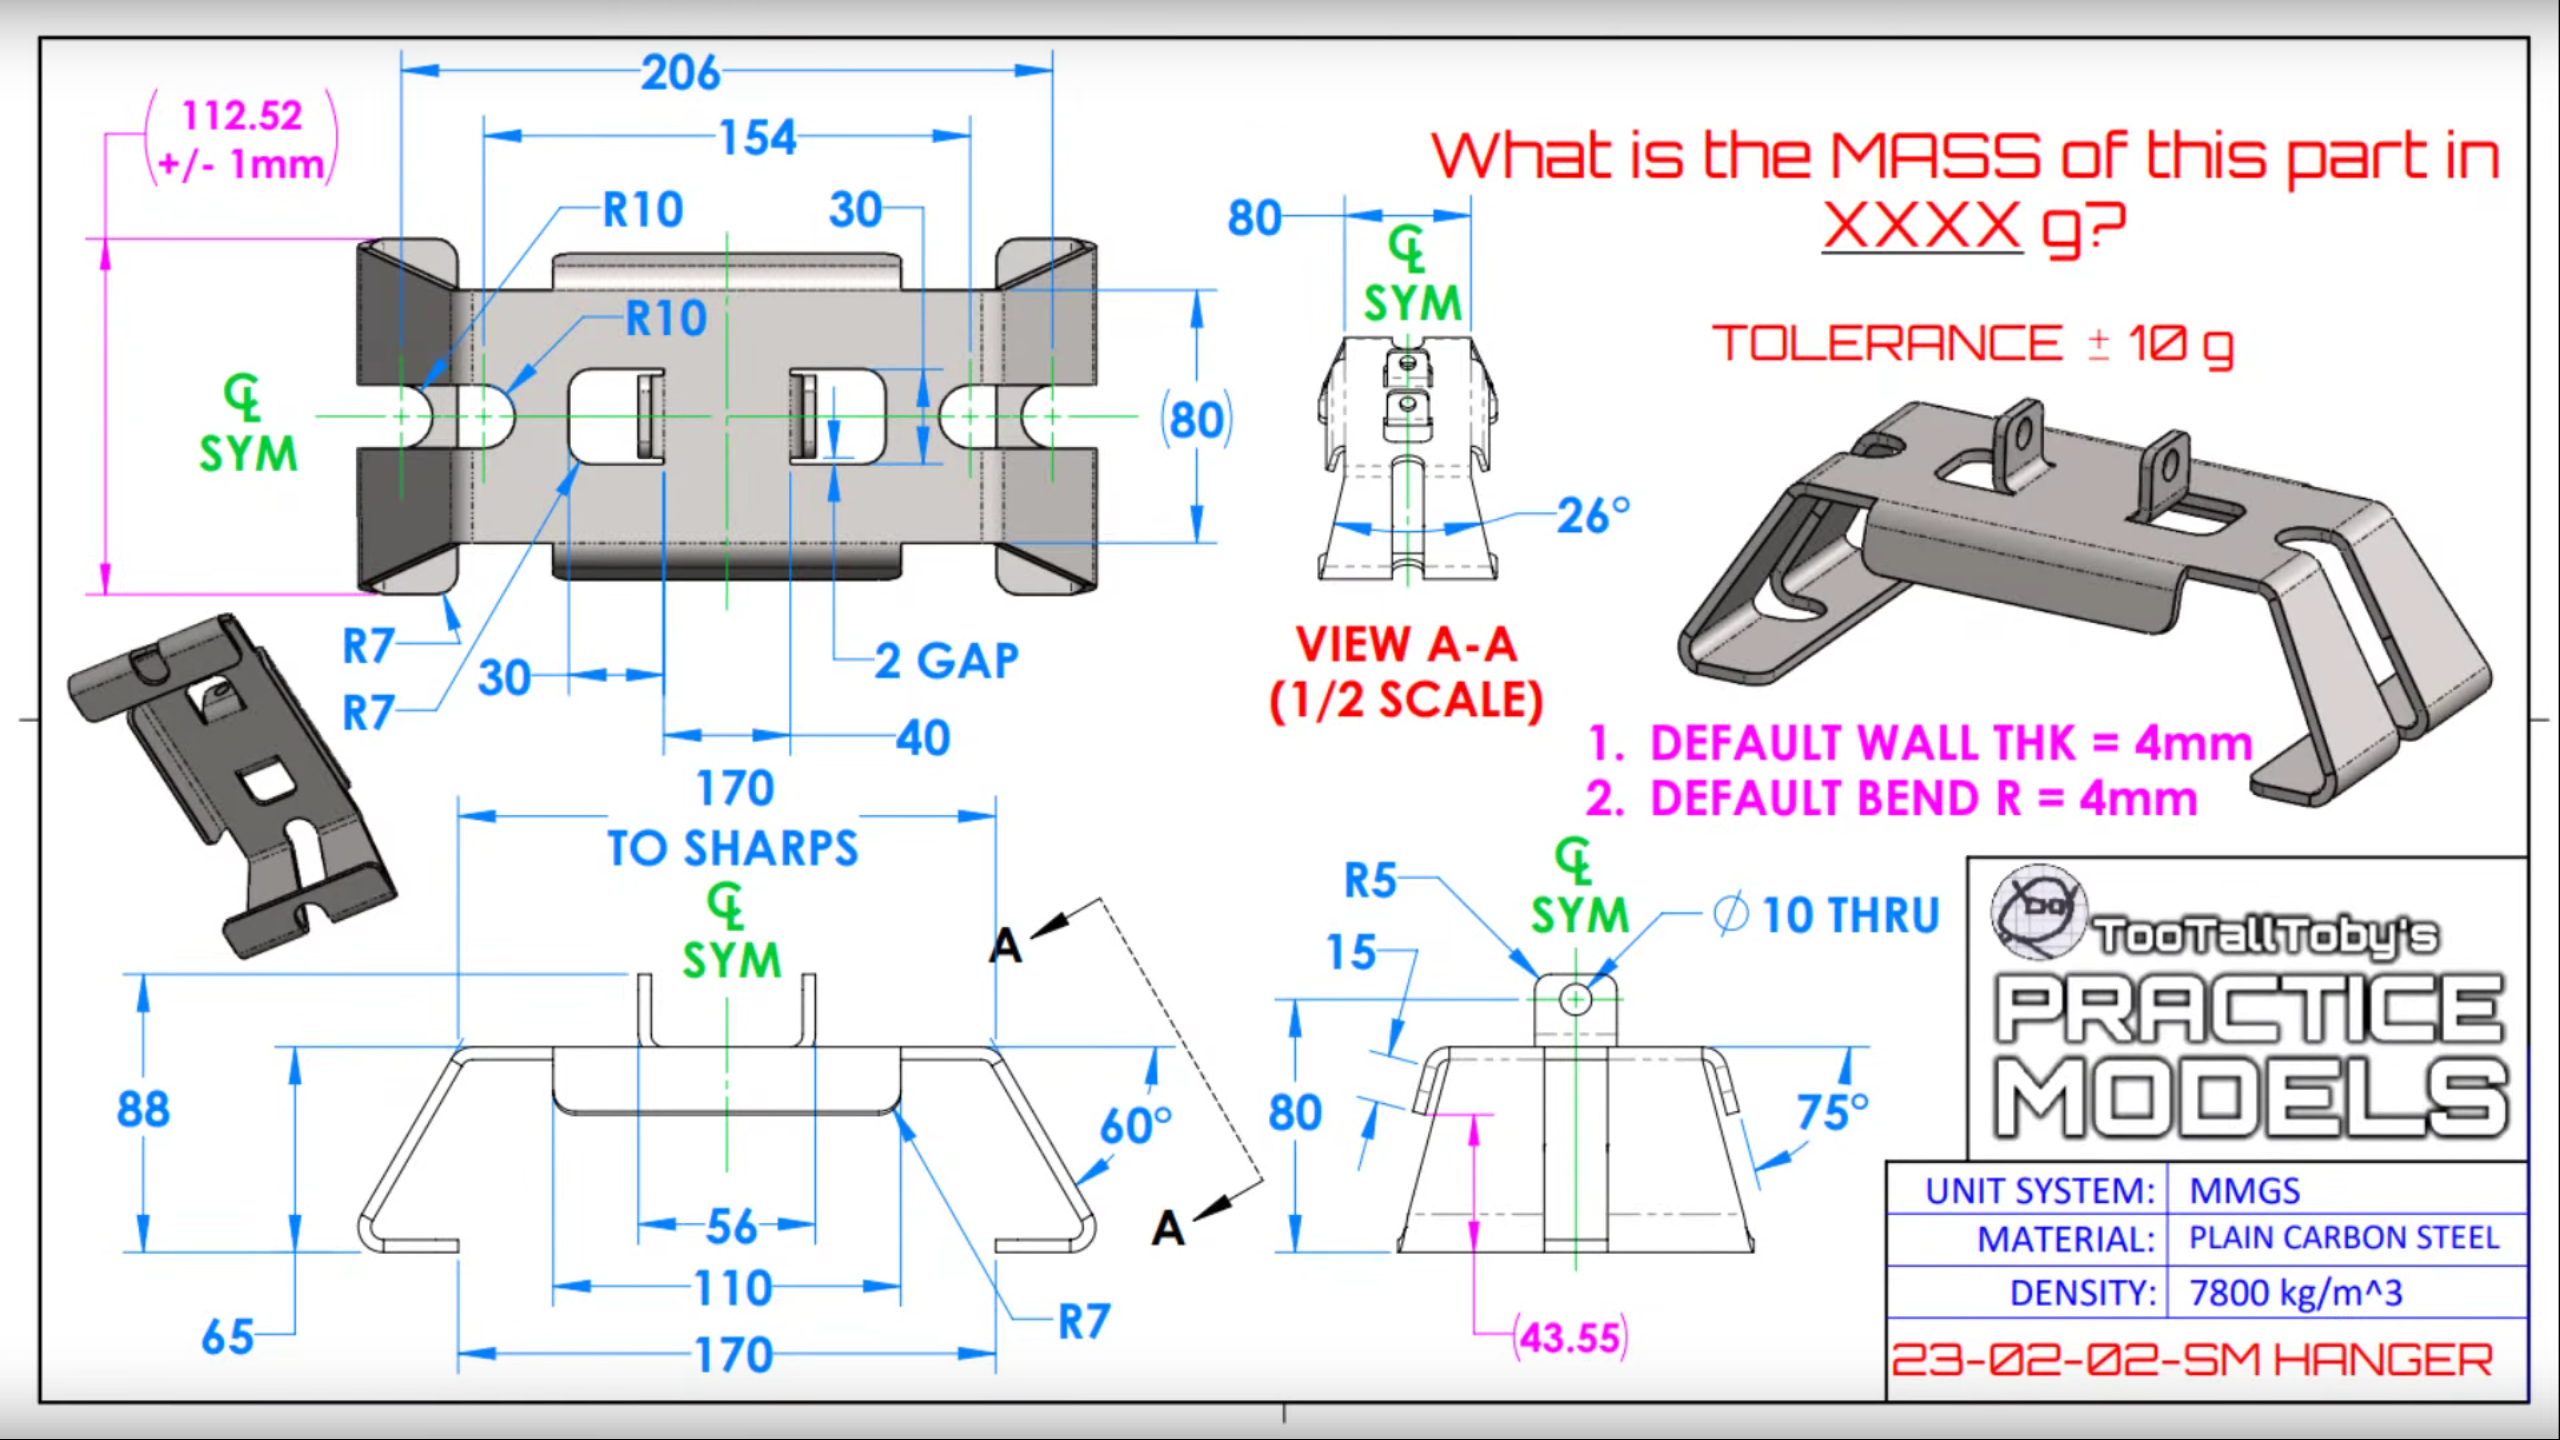 206
112.52
+/- 1mm
154
R10
30
R10
℄
SYM
(80)
R7
R7
30
2 GAP
40
80
℄
SYM
26°
VIEW A-A
(1/2 SCALE)
What is the MASS of this part in
XXXX g?
TOLERANCE ± 10 g
1. DEFAULT WALL THK = 4mm
2. DEFAULT BEND R = 4mm
170
TO SHARPS
℄
SYM
A
A
88
65
60°
56
110
170
R7
℄
SYM
R5
15
∅ 10 THRU
80
75°
(43.55)
TooTallToby's
PRACTICE
MODELS
UNIT SYSTEM: MMGS
MATERIAL: PLAIN CARBON STEEL
DENSITY: 7800 kg/m^3
23-02-02-SM HANGER